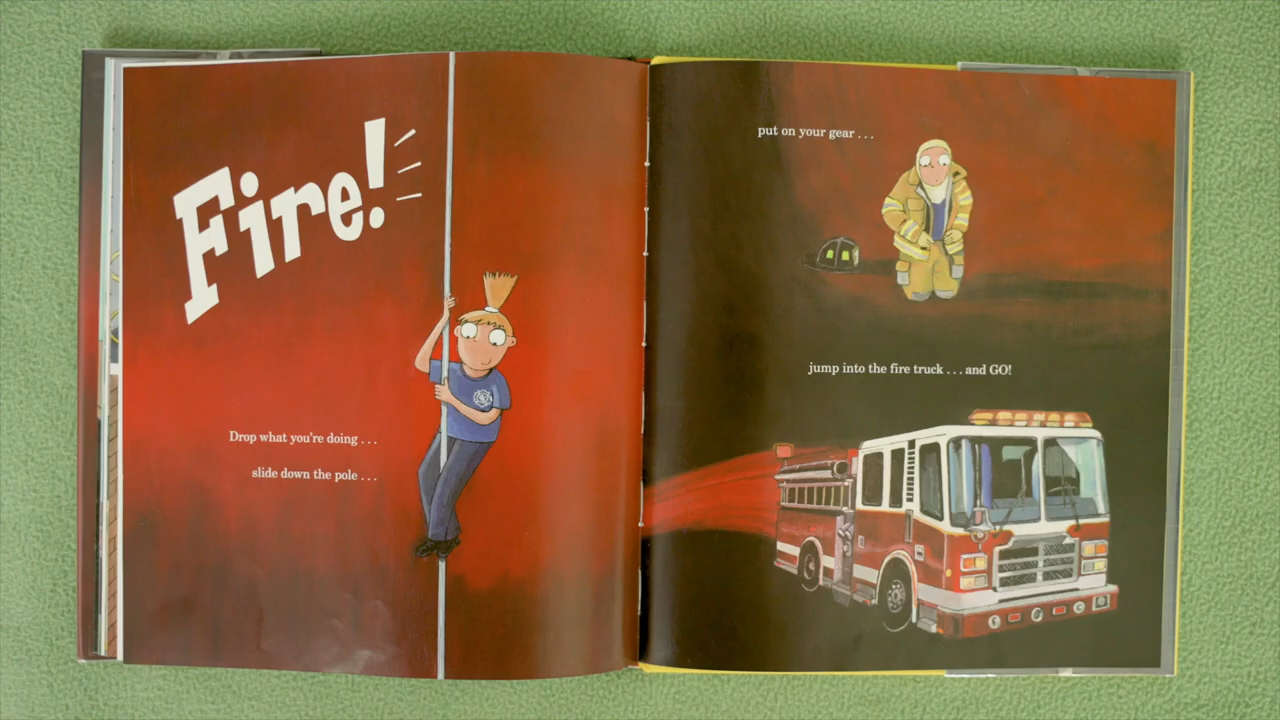 Fire!
Drop what you're doing . . .
slide down the pole . . .
put on your gear . . .
jump into the fire truck . . . and GO!